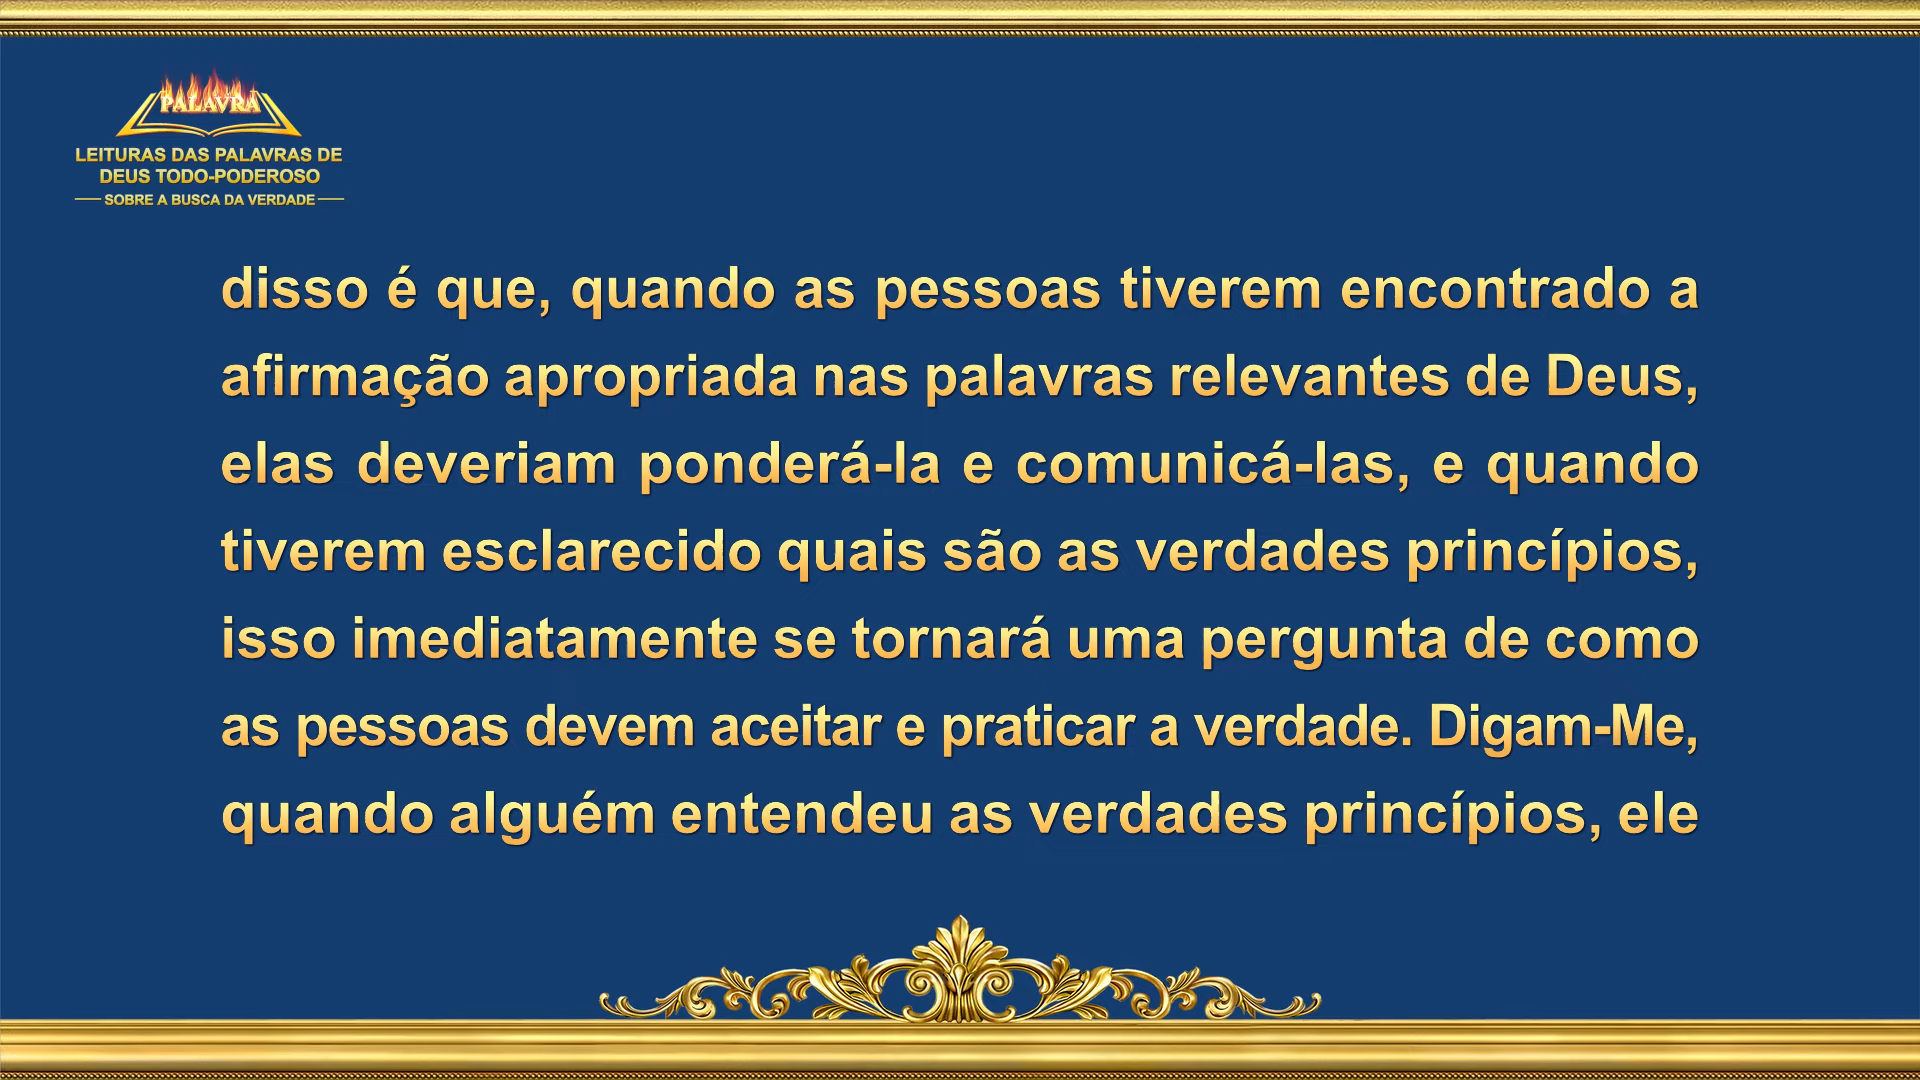 PALAVRA
LEITURAS DAS PALAVRAS DE
DEUS TODO-PODEROSO
SOBRE A BUSCA DA VERDADE
disso é que, quando as pessoas tiverem encontrado a
afirmação apropriada nas palavras relevantes de Deus,
elas deveriam ponderá-la e comunicá-las, e quando
tiverem esclarecido quais são as verdades princípios,
isso imediatamente se tornará uma pergunta de como
as pessoas devem aceitar e praticar a verdade. Digam-Me,
quando alguém entendeu as verdades princípios, ele